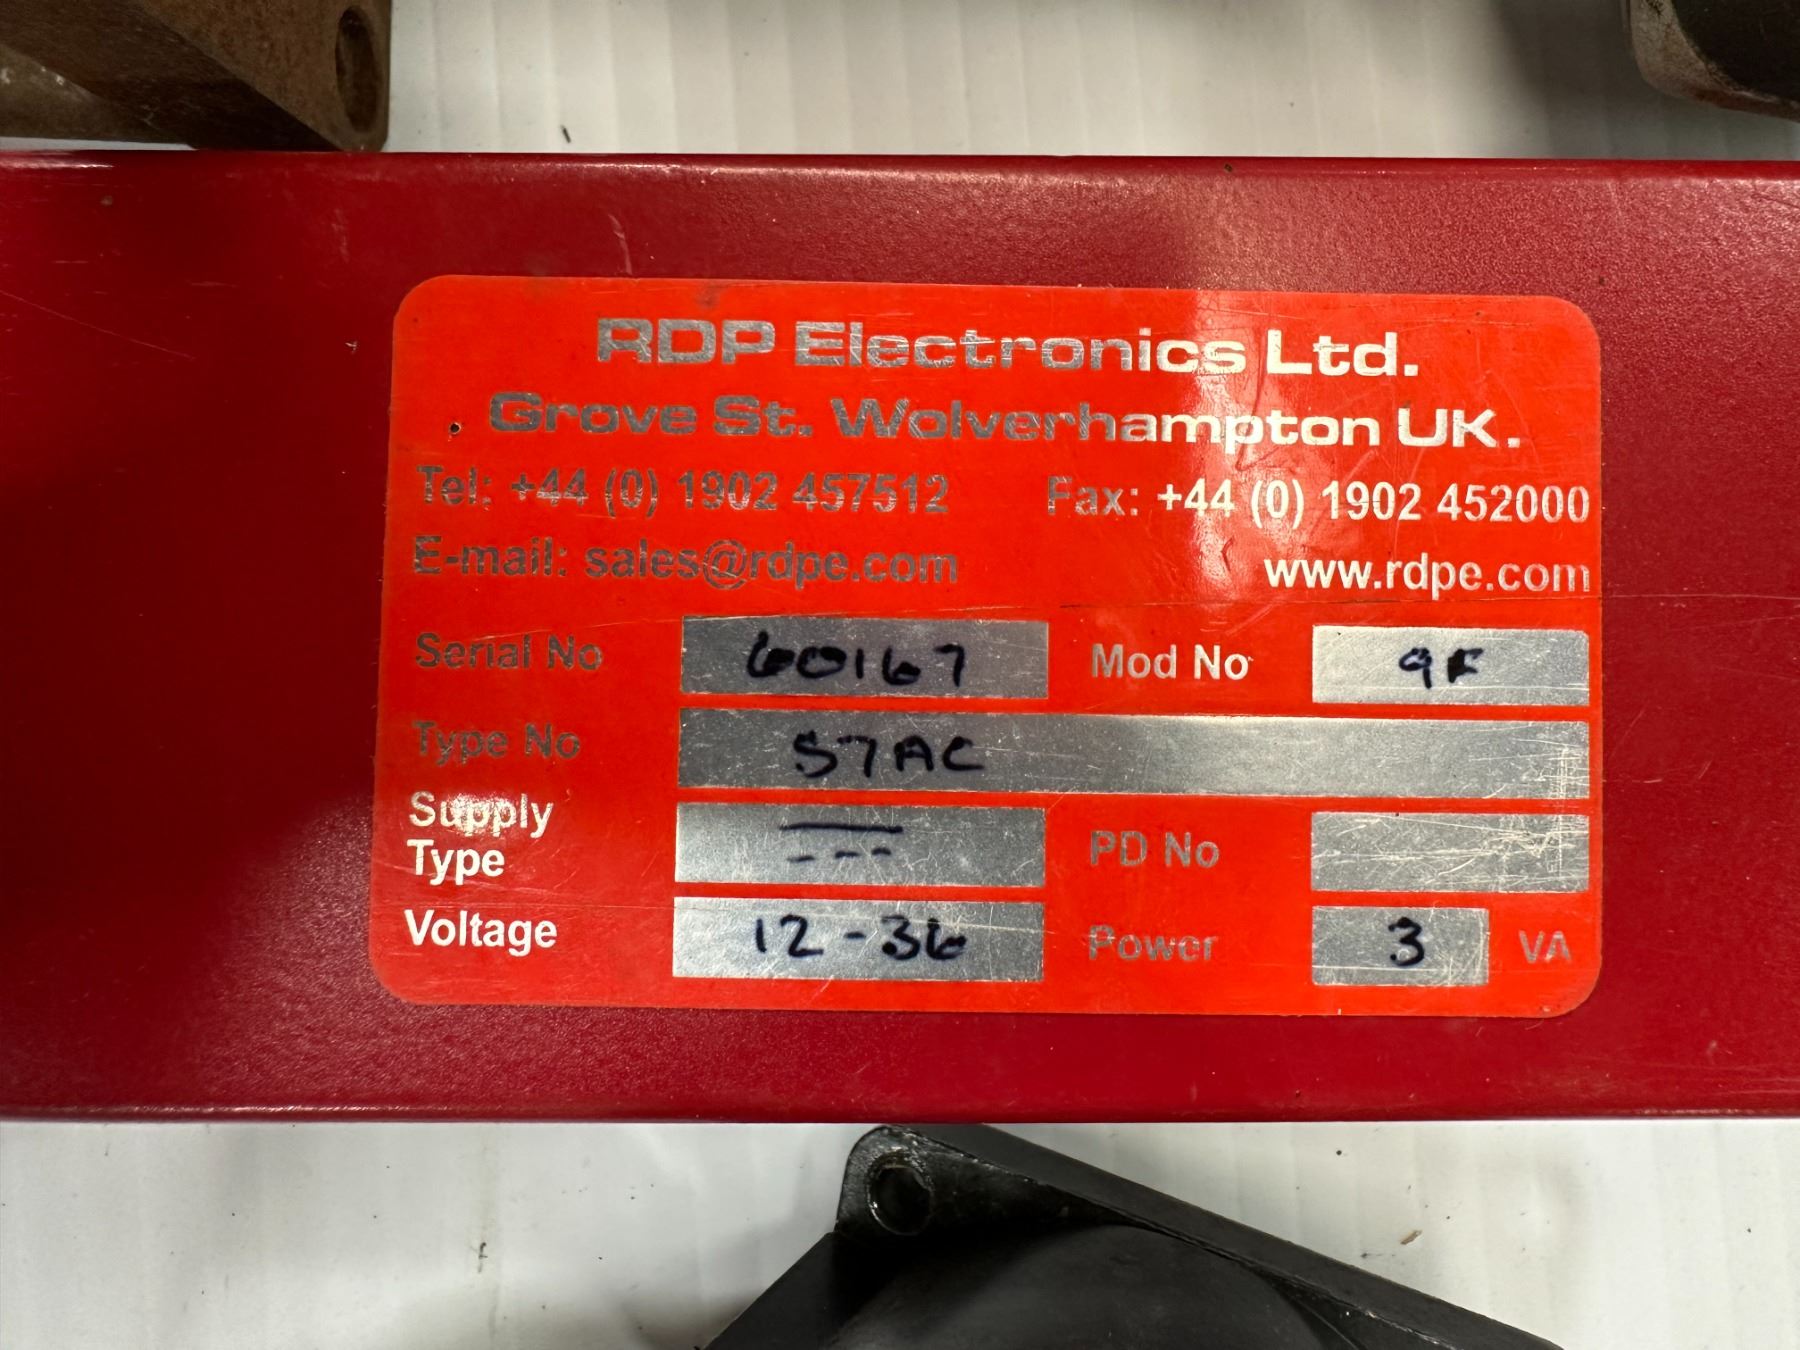 RDP Electronics Ltd.
Grove St. Wolverhampton UK.
Tel: +44 (0) 1902 457512 Fax: +44 (0) 1902 452000
E-mail: sales@rdpe.com www.rdpe.com
Serial No 60167 Mod No 9F
Type No S7AC
Supply
Type PD No
Voltage 12-36 Power 3 VA